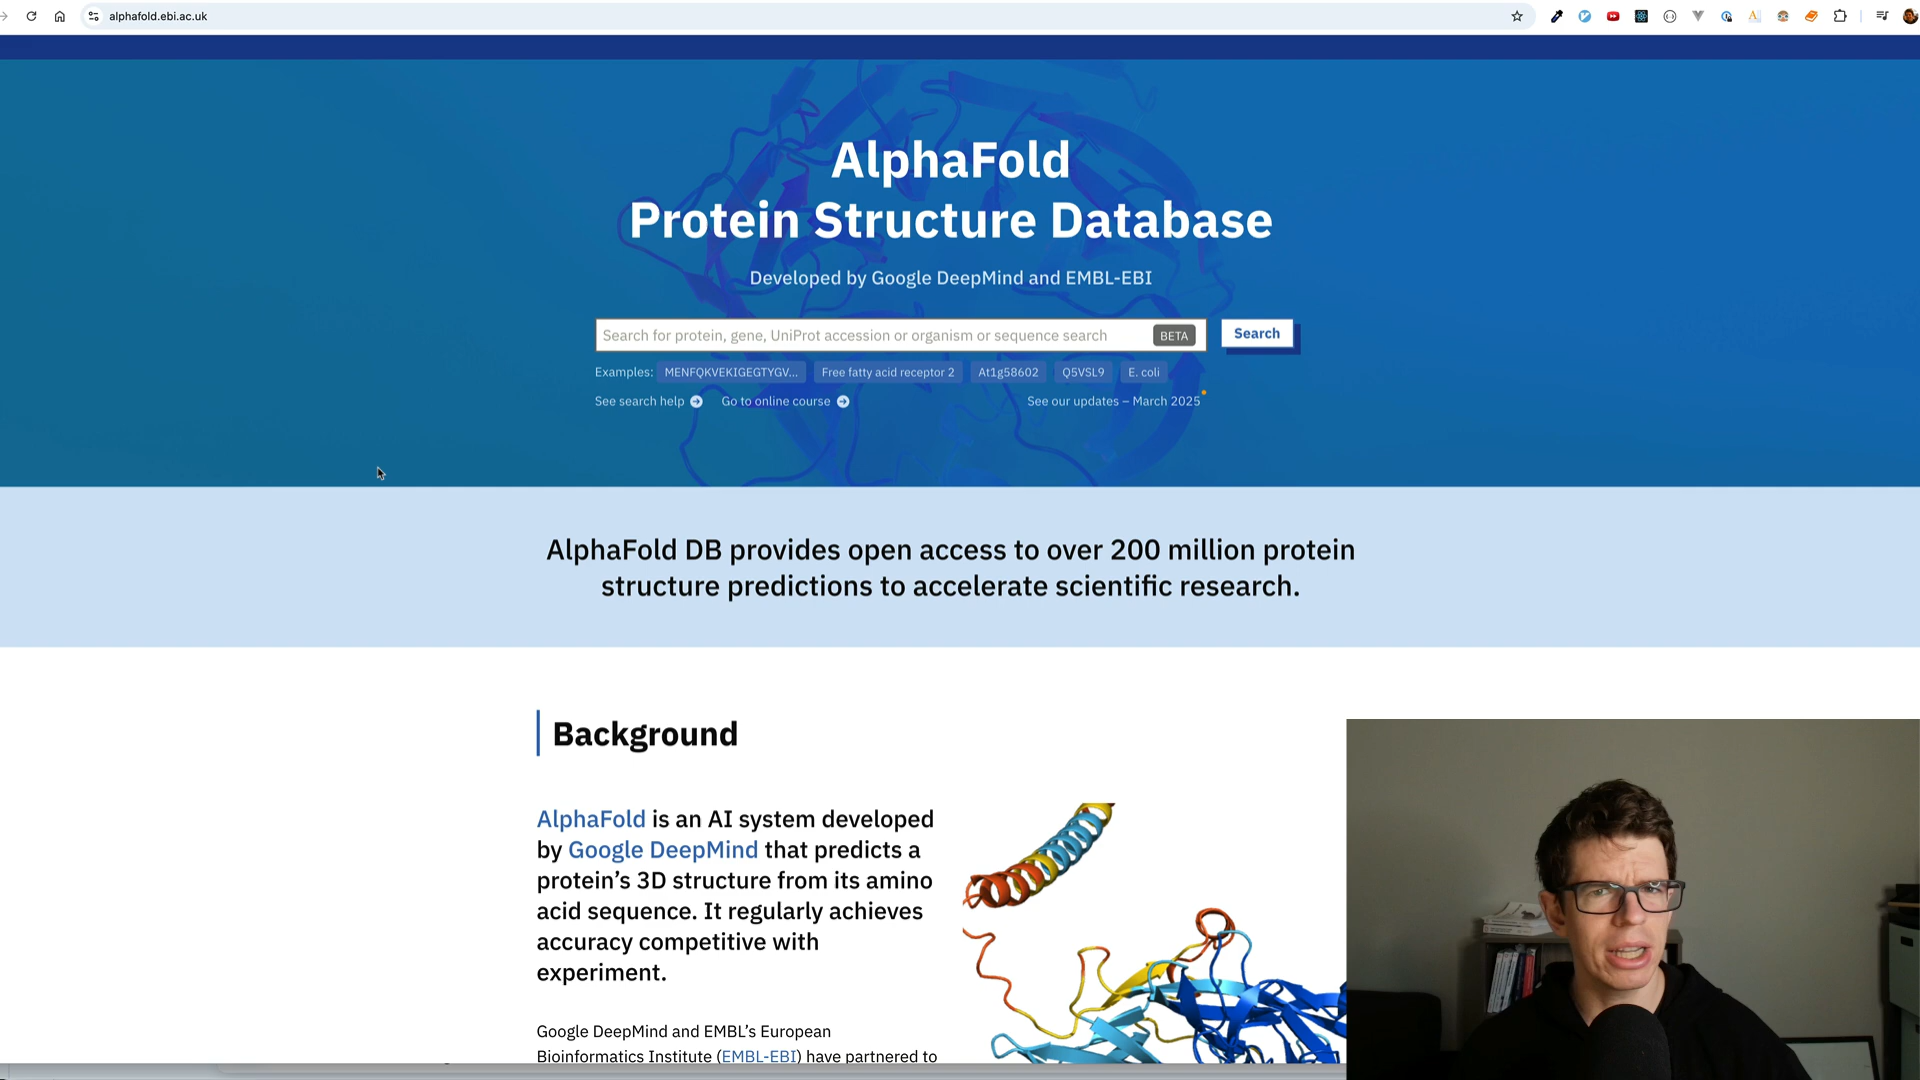 alphafold.ebi.ac.uk
AlphaFold
Protein Structure Database
Developed by Google DeepMind and EMBL-EBI
Search for protein, gene, UniProt accession or organism or sequence search
BETA
Search
Examples: MENFQKVEKIGEGTYGV... Free fatty acid receptor 2 At1g58602 Q5VSL9 E. coli
See search help Go to online course See our updates – March 2025
AlphaFold DB provides open access to over 200 million protein
structure predictions to accelerate scientific research.
Background
AlphaFold is an AI system developed
by Google DeepMind that predicts a
protein’s 3D structure from its amino
acid sequence. It regularly achieves
accuracy competitive with
experiment.
Google DeepMind and EMBL’s European
Bioinformatics Institute (EMBL-EBI) have partnered to